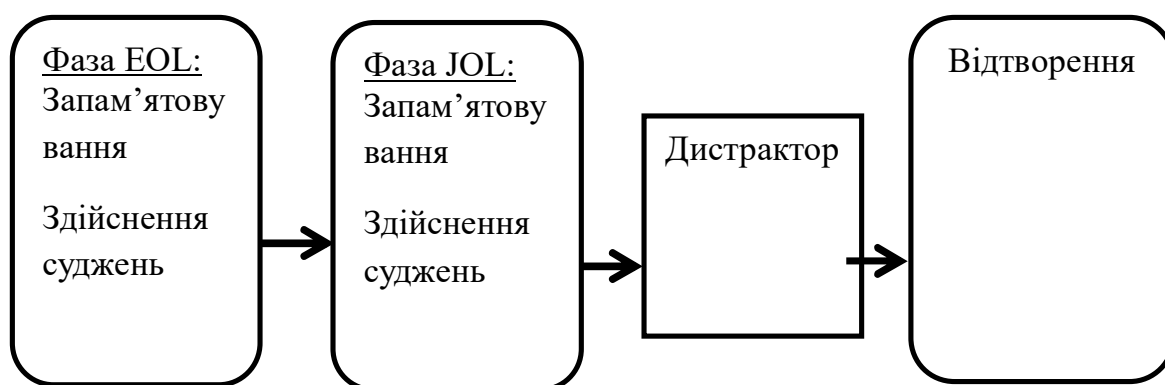 Фаза EOL:
Запам’ятову
вання
Здійснення
суджень
Фаза JOL:
Запам’ятову
вання
Здійснення
суджень
Дистрактор
Відтворення